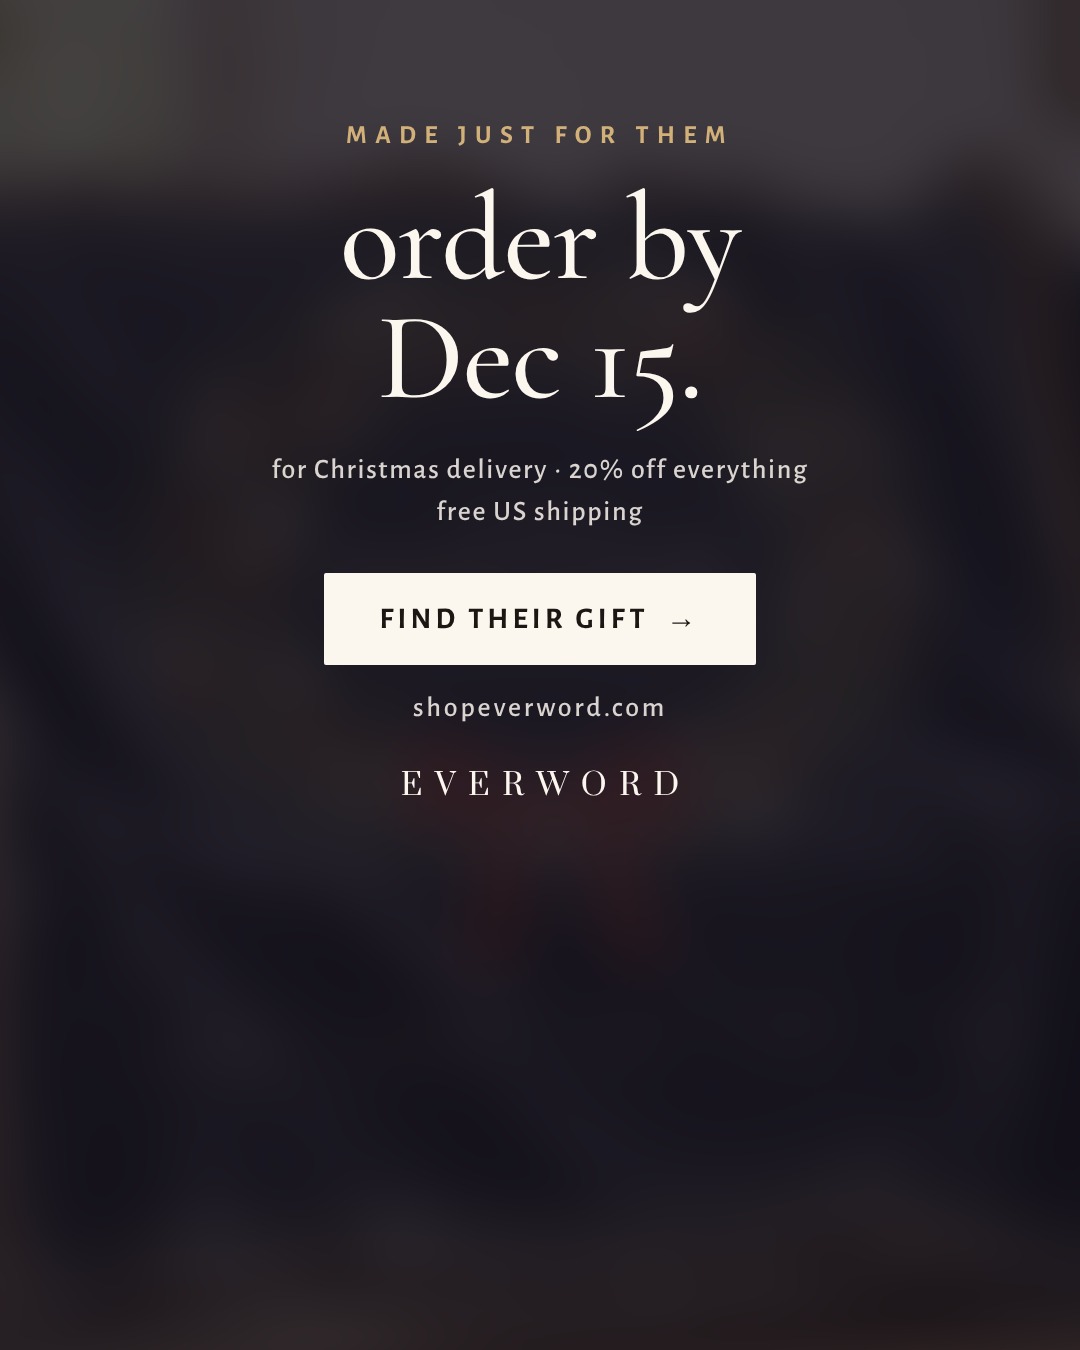 MADE JUST FOR THEM
order by
Dec 15.
for Christmas delivery · 20% off everything
free US shipping
FIND THEIR GIFT →
shopeverword.com
EVERWORD